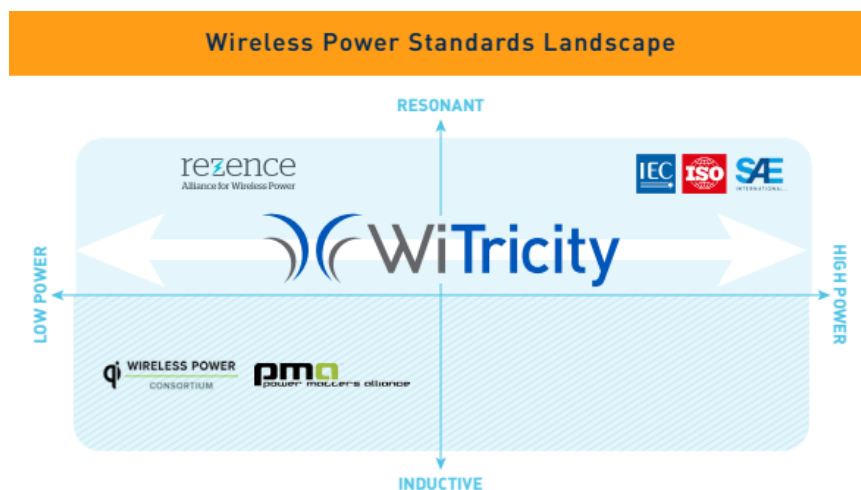 Wireless Power Standards Landscape
RESONANT
rezence
Alliance for Wireless Power
IEC
ISO
SAE
INTERNATIONAL
WiTricity
LOW POWER
HIGH POWER
qi WIRELESS POWER
CONSORTIUM
pma
power matters alliance
INDUCTIVE